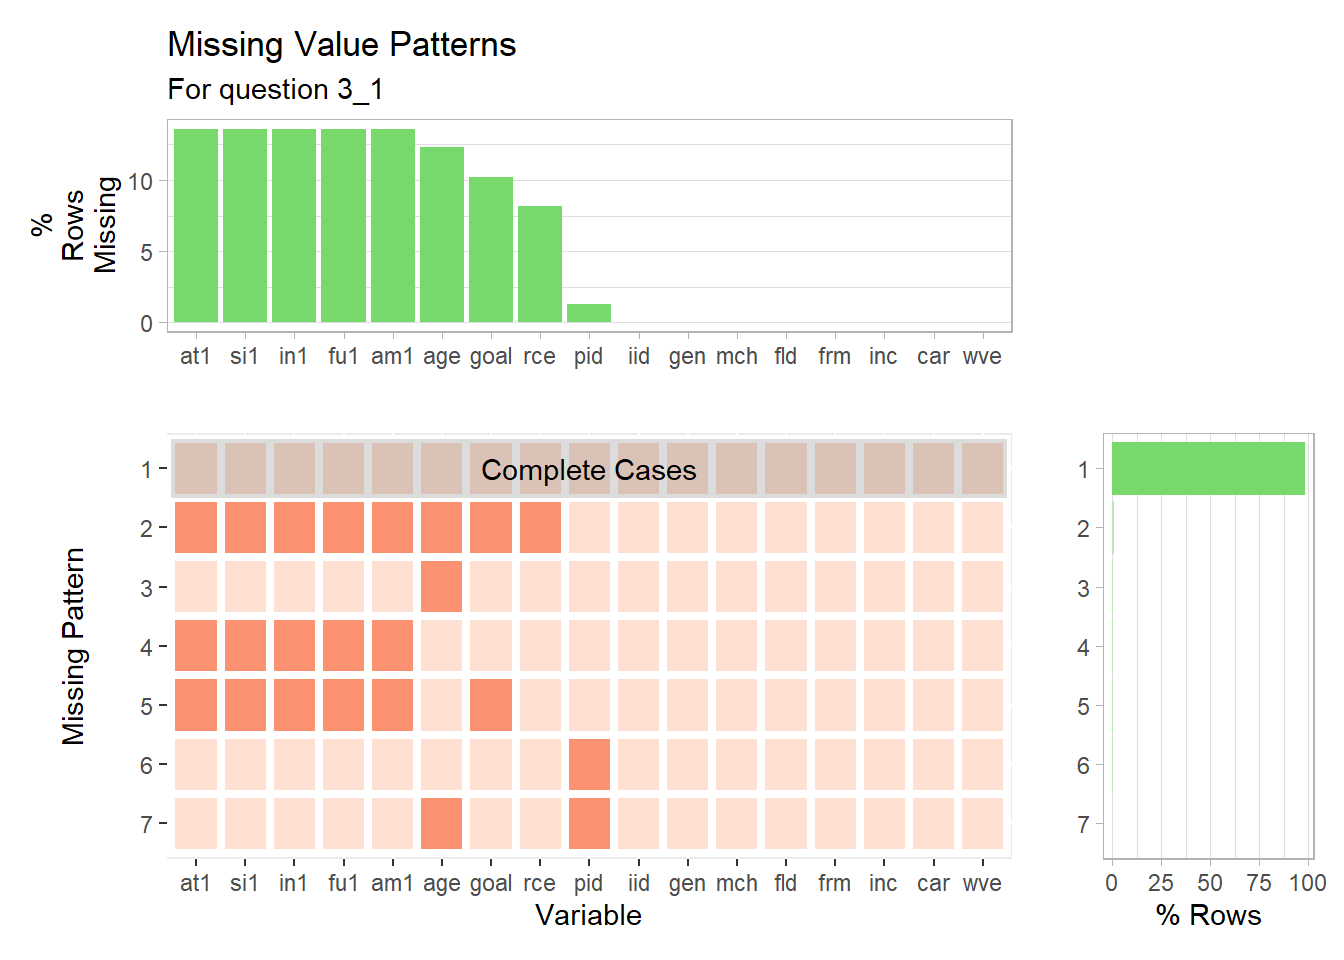 Missing Value Patterns
For question 3_1
%
Rows
Missing
10
5
0
at1 si1 in1 fu1 am1 age goal rce pid iid gen mch fld frm inc car wve
Missing Pattern
1 Complete Cases
2
3
4
5
6
7
at1 si1 in1 fu1 am1 age goal rce pid iid gen mch fld frm inc car wve
Variable
1
2
3
4
5
6
7
0 25 50 75 100
% Rows